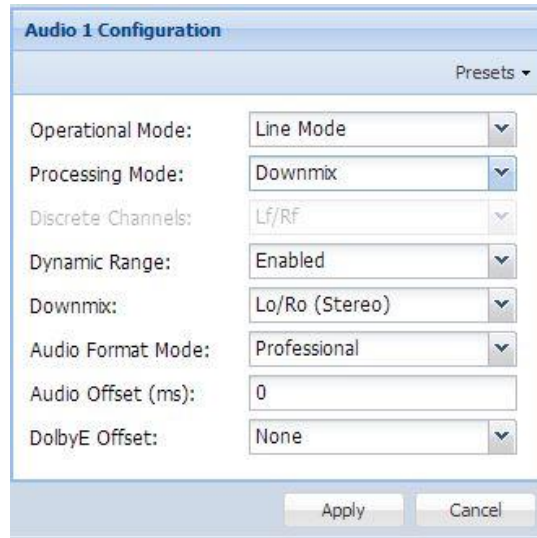 Audio 1 Configuration
Presets
Operational Mode: Line Mode
Processing Mode: Downmix
Discrete Channels: Lf/Rf
Dynamic Range: Enabled
Downmix: Lo/Ro (Stereo)
Audio Format Mode: Professional
Audio Offset (ms): 0
DolbyE Offset: None
Apply Cancel